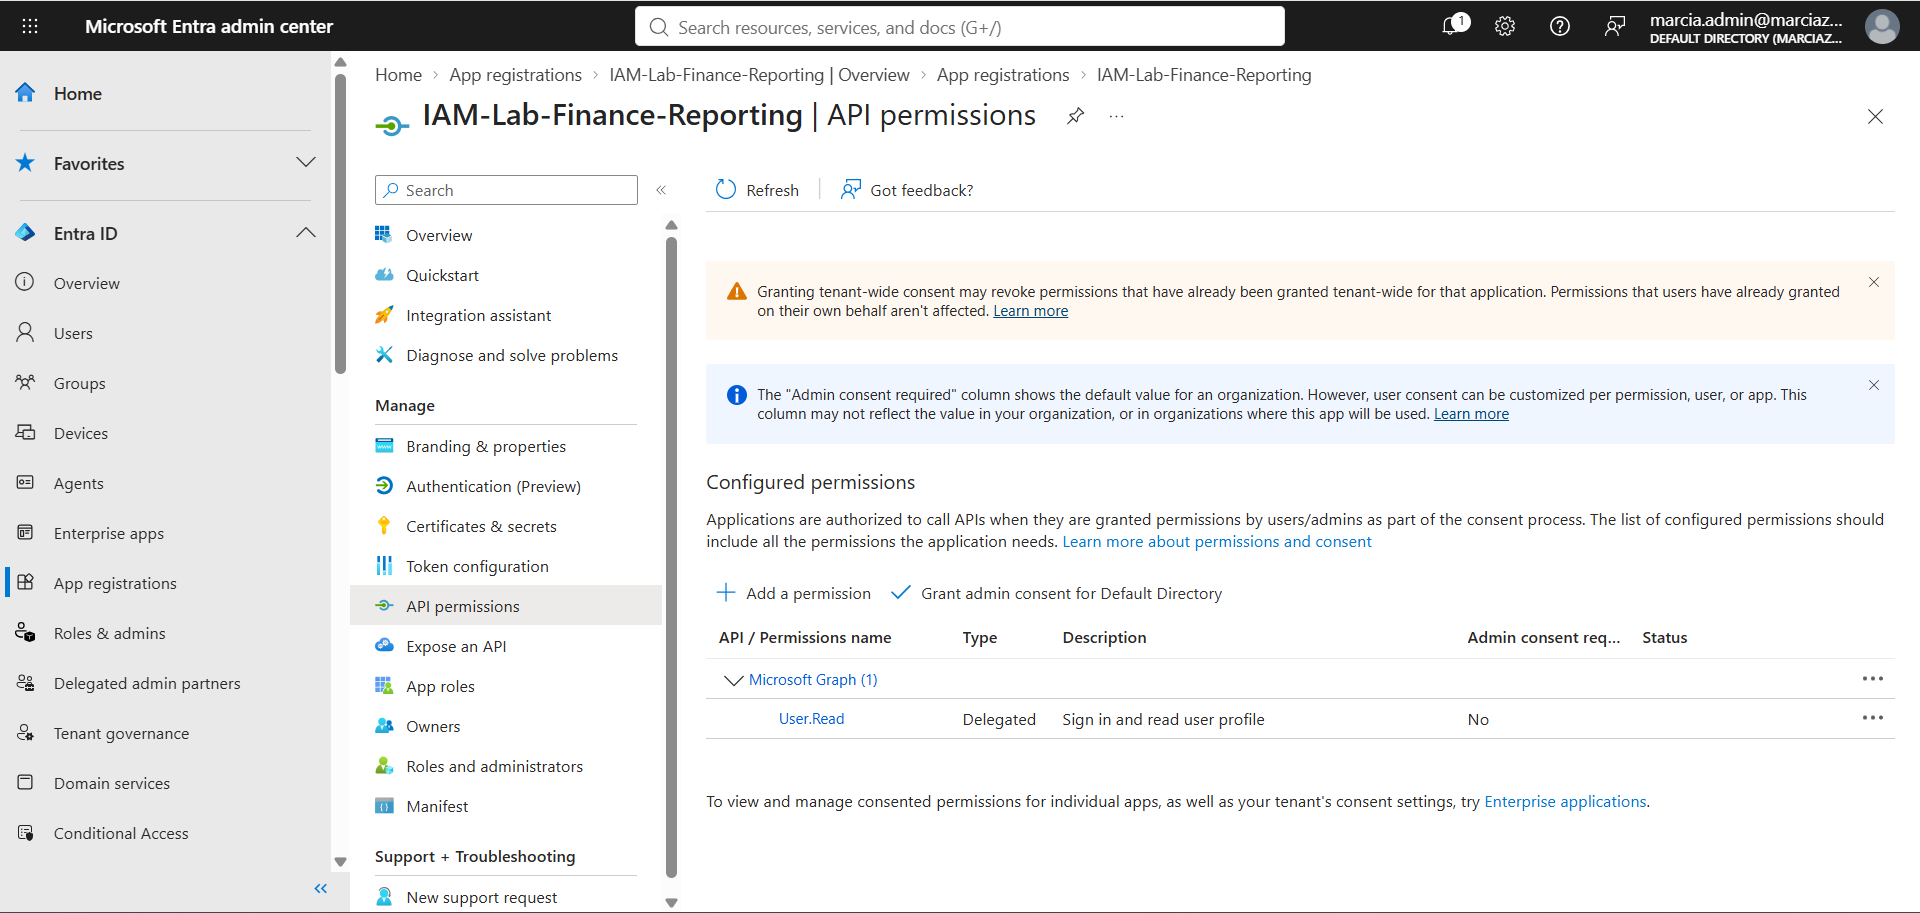 Microsoft Entra admin center
Search resources, services, and docs (G+/)
1
marcia.admin@marciaz...
DEFAULT DIRECTORY (MARCIAZ...
Home
Favorites
Entra ID
Overview
Users
Groups
Devices
Agents
Enterprise apps
App registrations
Roles & admins
Delegated admin partners
Tenant governance
Domain services
Conditional Access
Home > App registrations > IAM-Lab-Finance-Reporting | Overview > App registrations > IAM-Lab-Finance-Reporting
IAM-Lab-Finance-Reporting | API permissions
Search
Overview
Quickstart
Integration assistant
Diagnose and solve problems
Manage
Branding & properties
Authentication (Preview)
Certificates & secrets
Token configuration
API permissions
Expose an API
App roles
Owners
Roles and administrators
Manifest
Support + Troubleshooting
New support request
Refresh
Got feedback?
Granting tenant-wide consent may revoke permissions that have already been granted tenant-wide for that application. Permissions that users have already granted
on their own behalf aren't affected. Learn more
The "Admin consent required" column shows the default value for an organization. However, user consent can be customized per permission, user, or app. This
column may not reflect the value in your organization, or in organizations where this app will be used. Learn more
Configured permissions
Applications are authorized to call APIs when they are granted permissions by users/admins as part of the consent process. The list of configured permissions should
include all the permissions the application needs. Learn more about permissions and consent
Add a permission
Grant admin consent for Default Directory
API / Permissions name Type Description Admin consent req... Status
Microsoft Graph (1)
User.Read Delegated Sign in and read user profile No
To view and manage consented permissions for individual apps, as well as your tenant's consent settings, try Enterprise applications.